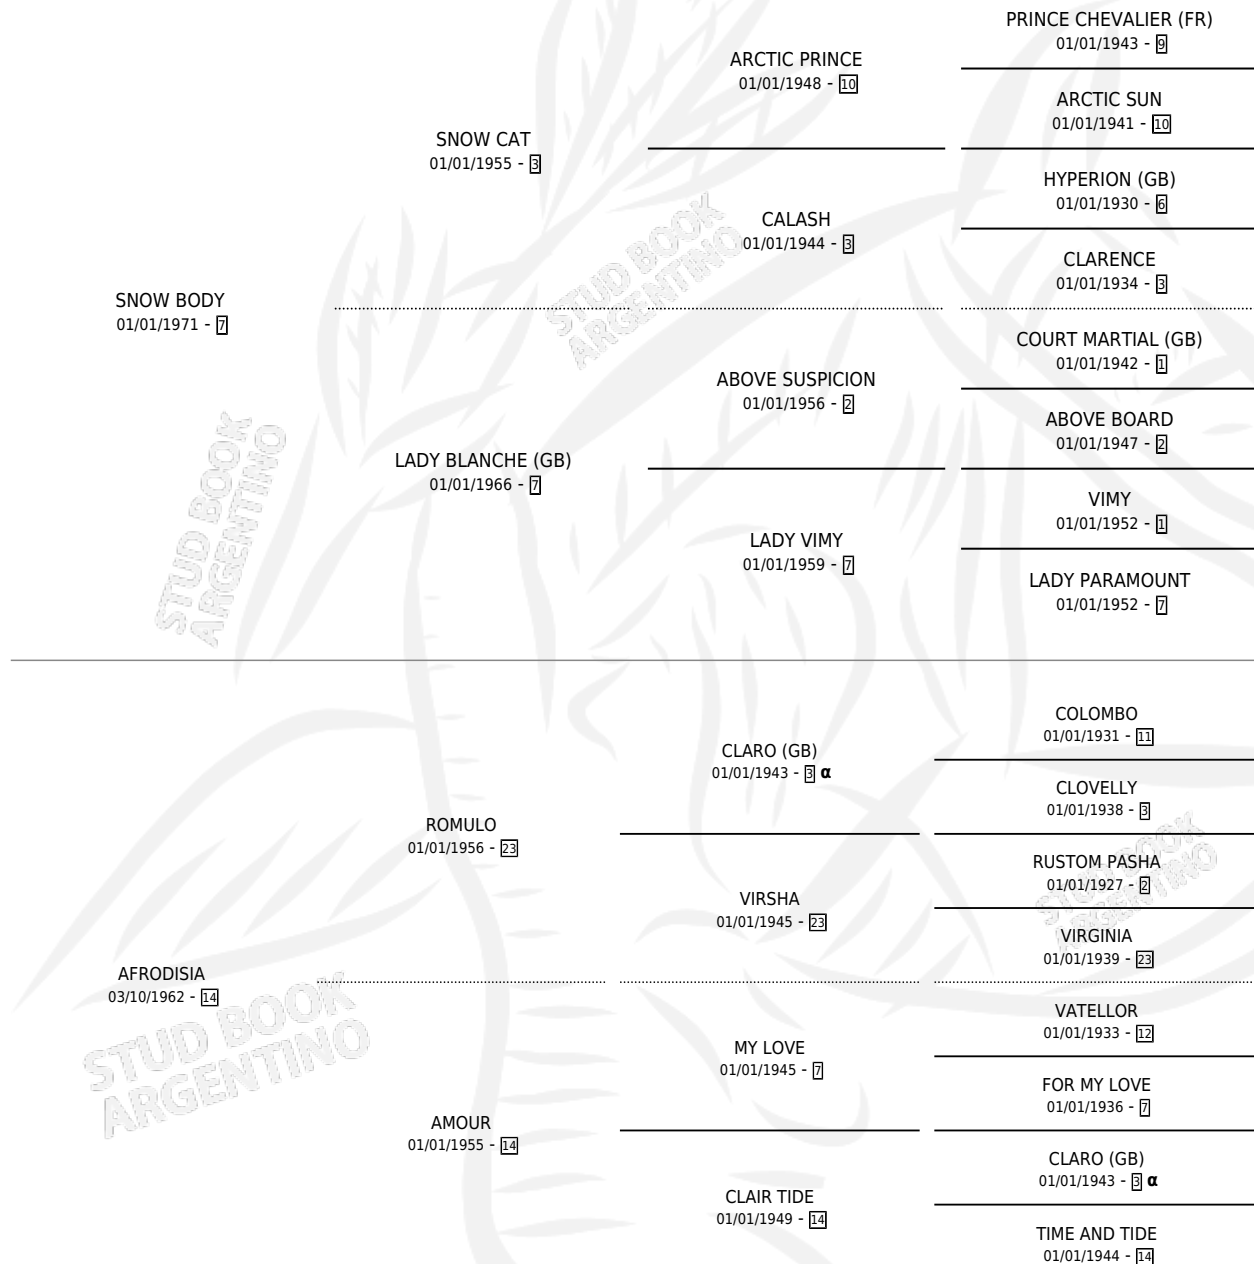 PRINCE CHEVALIER (FR)
01/01/1943 - 9
ARCTIC PRINCE
01/01/1948 - 10
ARCTIC SUN
01/01/1941 - 10
SNOW CAT
01/01/1955 - 3
HYPERION (GB)
01/01/1930 - 6
CALASH
01/01/1944 - 3
CLARENCE
01/01/1934 - 3
SNOW BODY
01/01/1971 - 7
COURT MARTIAL (GB)
01/01/1942 - 1
ABOVE SUSPICION
01/01/1956 - 2
ABOVE BOARD
01/01/1947 - 2
LADY BLANCHE (GB)
01/01/1966 - 7
VIMY
01/01/1952 - 1
LADY VIMY
01/01/1959 - 7
LADY PARAMOUNT
01/01/1952 - 7
COLOMBO
01/01/1931 - 11
CLARO (GB)
01/01/1943 - 3 α
CLOVELLY
01/01/1938 - 3
ROMULO
01/01/1956 - 23
RUSTOM PASHA
01/01/1927 - 2
VIRSHA
01/01/1945 - 23
VIRGINIA
01/01/1939 - 23
AFRODISIA
03/10/1962 - 14
VATELLOR
01/01/1933 - 12
MY LOVE
01/01/1945 - 7
FOR MY LOVE
01/01/1936 - 7
AMOUR
01/01/1955 - 14
CLARO (GB)
01/01/1943 - 3 α
CLAIR TIDE
01/01/1949 - 14
TIME AND TIDE
01/01/1944 - 14
STUD BOOK
ARGENTINO
STUD BOOK
ARGENTINO
STUD BOOK
ARGENTINO
STUD BOOK
ARGENTINO